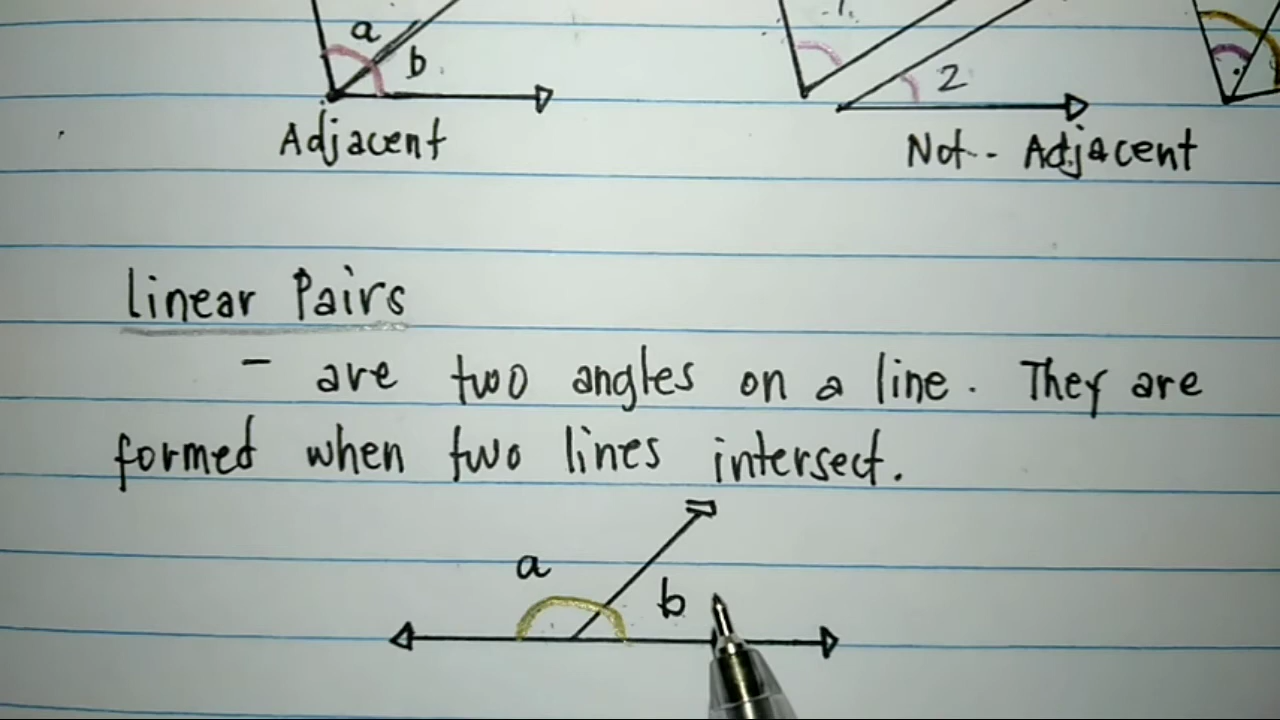 a
b
1
2
Adjacent
Not - Adjacent
Linear Pairs
- are two angles on a line. They are
formed when two lines intersect.
a
b